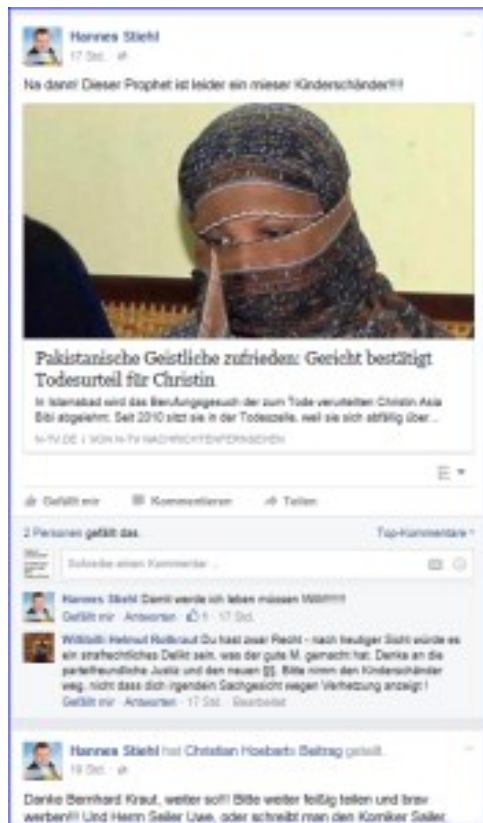 Hannes Stiehl
17 Std.
Na dann! Dieser Prophet ist leider ein mieser Kinderschänder!!!!
Pakistanische Geistliche zufrieden: Gericht bestätigt
Todesurteil für Christin
In Islamabad wird das Berufungsgesuch der zum Tode verurteilten Christin Asia
Bibi abgelehnt. Seit 2010 sitzt sie in der Todeszelle, weil sie sich abfällig über...
N-TV.DE | VON N-TV NACHRICHTENFERNSEHEN
Gefällt mir Kommentieren Teilen
2 Personen gefällt das. Top-Kommentare
Schreibe einen Kommentar ...
Hannes Stiehl Damit werde ich leben müssen
Gefällt mir · Antworten · 1 · 17 Std.
Helmut Rotkraut Du hast zwar Recht - nach heutiger Sicht würde es
ein strafrechtliches Delikt sein, was der gute M. gemacht hat. Denke an die
parteifreundliche Justiz und den neuen §§. Bitte nimm den Kinderschänder
weg, nicht dass dich irgendein Sachgesicht wegen Verhetzung anzeigt !
Gefällt mir · Antworten · 17 Std. · Bearbeitet
Hannes Stiehl hat Christian Hoebarts Beitrag geteilt.
19 Std.
Danke Bernhard Kraut, weiter so!!! Bitte weiter fleißig teilen und brav
werben!!! Und Herrn Seiler Uwe, oder schreibt man den Komiker Sailer,